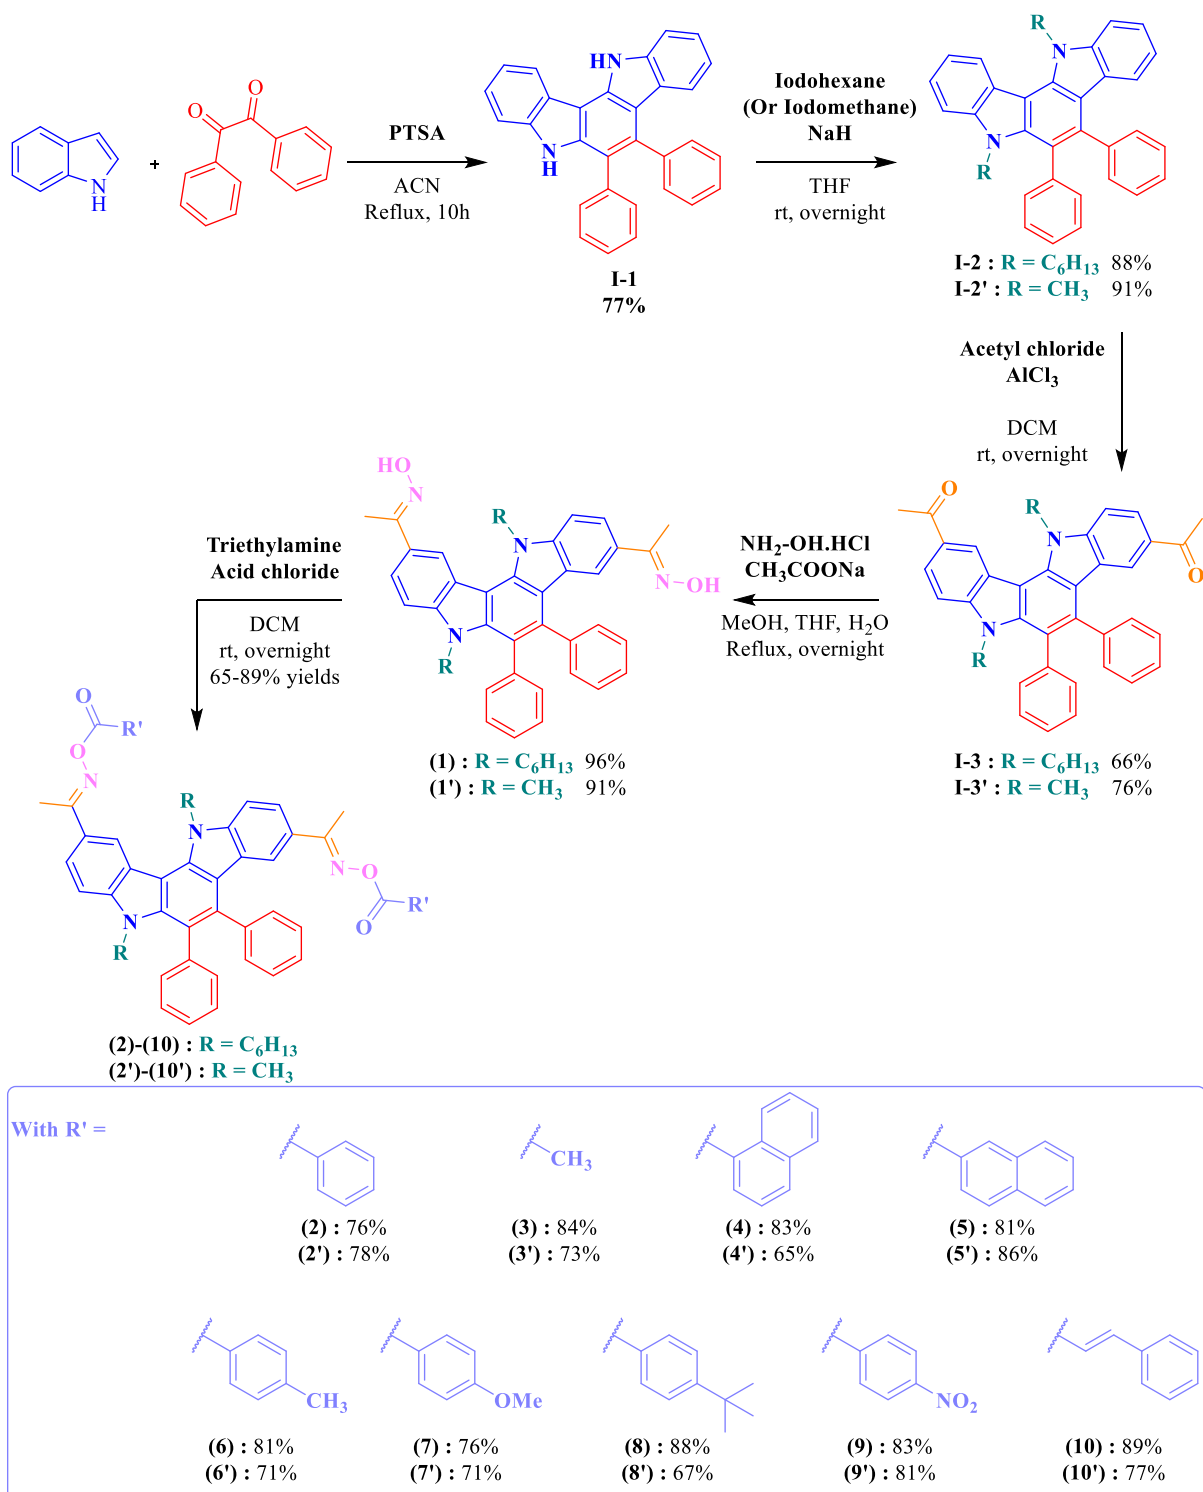 O
O
N
H
+
PTSA
ACN
Reflux, 10h
HN
N
H
I-1
77%
Iodohexane
(Or Iodomethane)
NaH
THF
rt, overnight
R
N
N
R
I-2 : R = C6H13 88%
I-2' : R = CH3 91%
Acetyl chloride
AlCl3
DCM
rt, overnight
O
R
N
O
N
R
I-3 : R = C6H13 66%
I-3' : R = CH3 76%
NH2-OH.HCl
CH3COONa
MeOH, THF, H2O
Reflux, overnight
HO
N
R
N
N
OH
N
R
(1) : R = C6H13 96%
(1') : R = CH3 91%
Triethylamine
Acid chloride
DCM
rt, overnight
65-89% yields
O
R'
O
N
R
N
N
O
N
O
R'
R
(2)-(10) : R = C6H13
(2')-(10') : R = CH3
With R' =
CH3
(2) : 76%
(2') : 78%
(3) : 84%
(3') : 73%
(4) : 83%
(4') : 65%
(5) : 81%
(5') : 86%
CH3
OMe
NO2
(6) : 81%
(6') : 71%
(7) : 76%
(7') : 71%
(8) : 88%
(8') : 67%
(9) : 83%
(9') : 81%
(10) : 89%
(10') : 77%